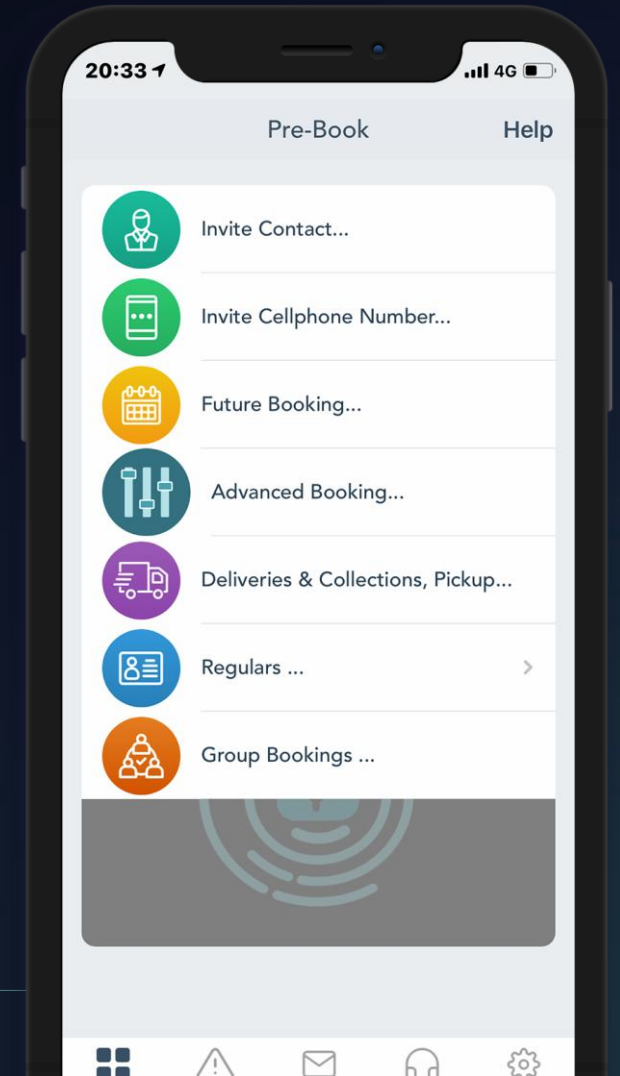 20:33
4G
Pre-Book
Help
Invite Contact...
Invite Cellphone Number...
Future Booking...
Advanced Booking...
Deliveries & Collections, Pickup...
Regulars ...
Group Bookings ...